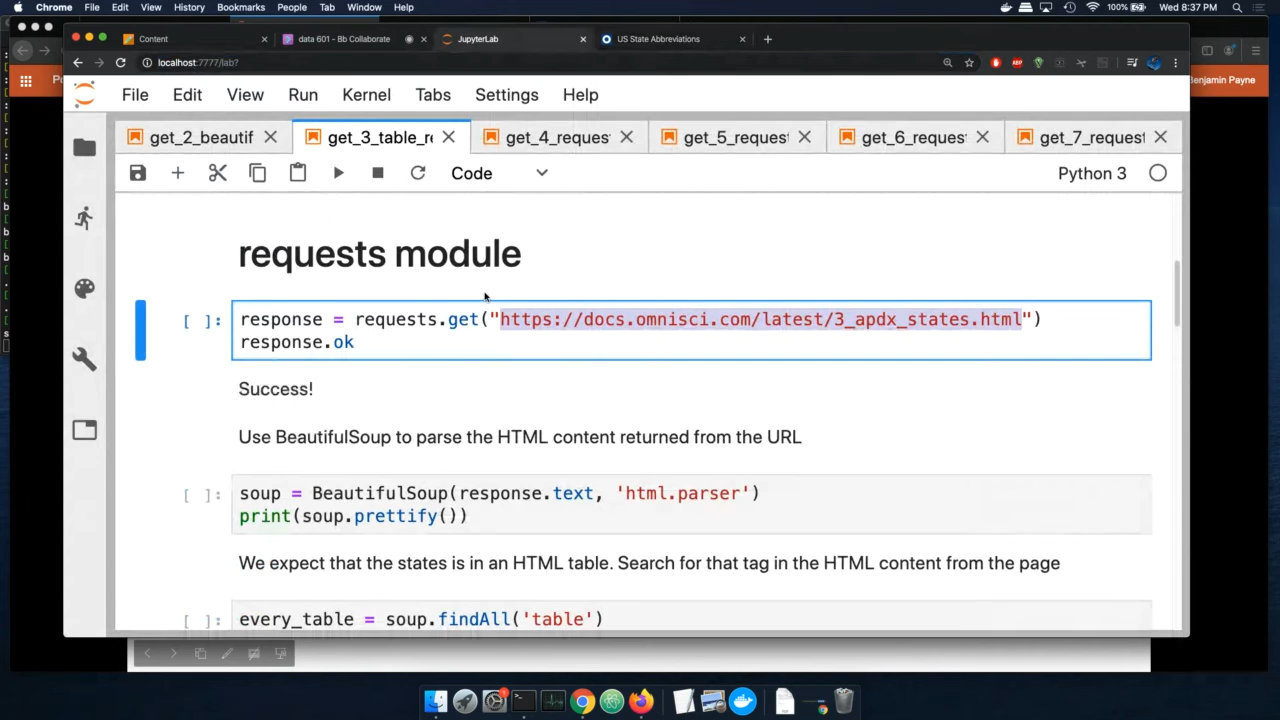 Chrome File Edit View History Bookmarks People Tab Window Help 100% Wed 8:37 PM
Content data 601 - Bb Collaborate JupyterLab US State Abbreviations
localhost:7777/lab?
Benjamin Payne
File Edit View Run Kernel Tabs Settings Help
get_2_beautif get_3_table_re get_4_request get_5_request get_6_request get_7_request
Code Python 3
requests module
[ ]: response = requests.get("https://docs.omnisci.com/latest/3_apdx_states.html")
response.ok
Success!
Use BeautifulSoup to parse the HTML content returned from the URL
[ ]: soup = BeautifulSoup(response.text, 'html.parser')
print(soup.prettify())
We expect that the states is in an HTML table. Search for that tag in the HTML content from the page
[ ]: every_table = soup.findAll('table')